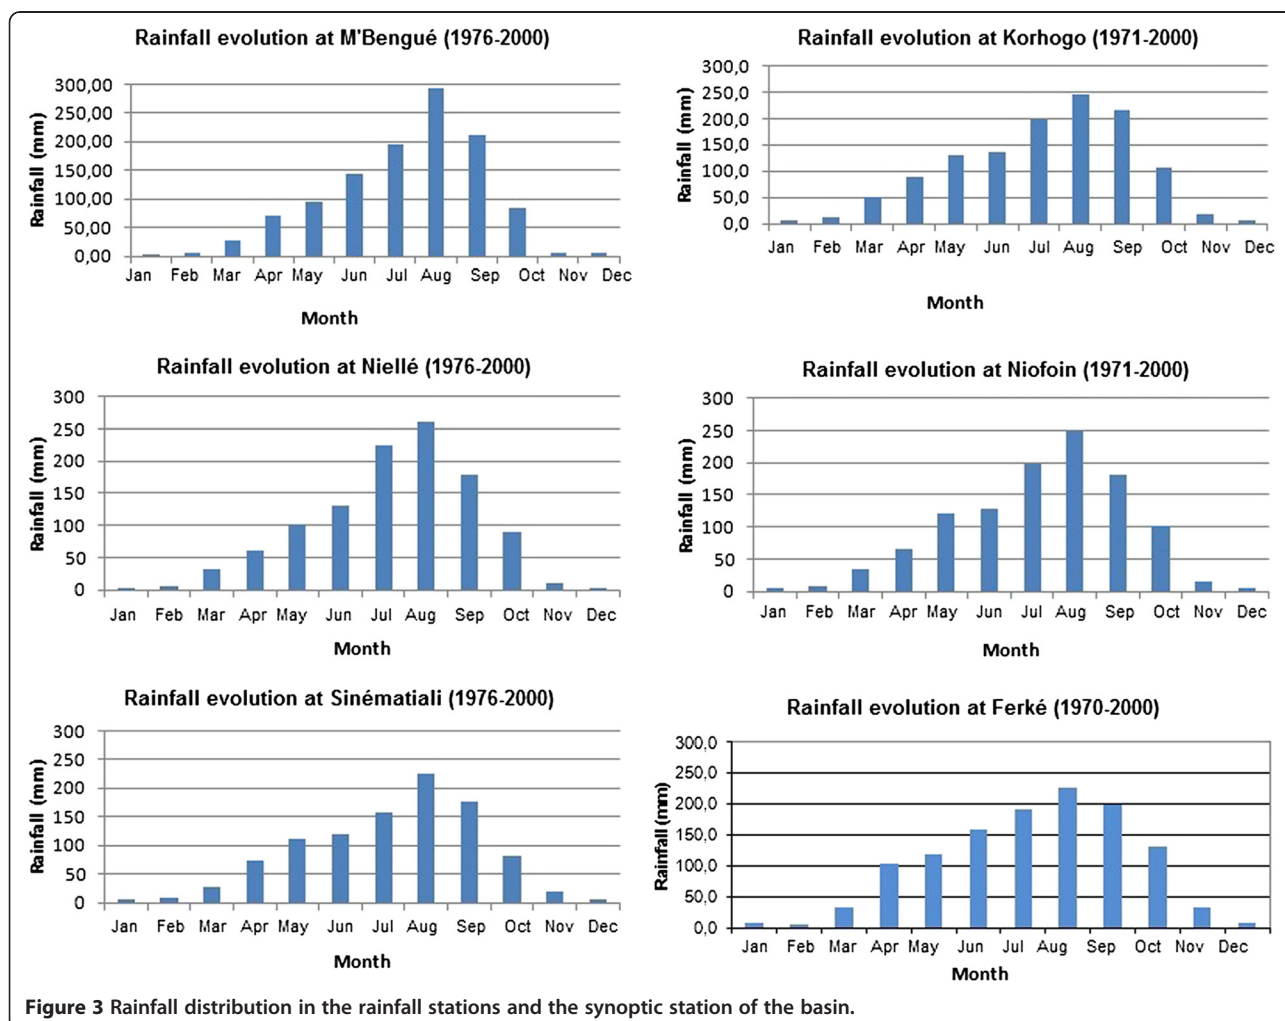 Rainfall evolution at M'Bengué (1976-2000)
Rainfall (mm)
300,00
250,00
200,00
150,00
100,00
50,00
0,00
Jan Feb Mar Apr May Jun Jul Aug Sep Oct Nov Dec
Month
Rainfall evolution at Korhogo (1971-2000)
Rainfall (mm)
300,0
250,0
200,0
150,0
100,0
50,0
0,0
Jan Feb Mar Apr May Jun Jul Aug Sep Oct Nov Dec
Month
Rainfall evolution at Niellé (1976-2000)
Rainfall (mm)
300
250
200
150
100
50
0
Jan Feb Mar Apr May Jun Jul Aug Sep Oct Nov Dec
Month
Rainfall evolution at Niofoin (1971-2000)
Rainfall (mm)
300
250
200
150
100
50
0
Jan Feb Mar Apr May Jun Jul Aug Sep Oct Nov Dec
Month
Rainfall evolution at Sinématiali (1976-2000)
Rainfall (mm)
300
250
200
150
100
50
0
Jan Feb Mar Apr May Jun Jul Aug Sep Oct Nov Dec
Month
Rainfall evolution at Ferké (1970-2000)
Rainfall (mm)
300,0
250,0
200,0
150,0
100,0
50,0
0,0
Jan Feb Mar Apr May Jun Jul Aug Sep Oct Nov Dec
Month
Figure 3 Rainfall distribution in the rainfall stations and the synoptic station of the basin.